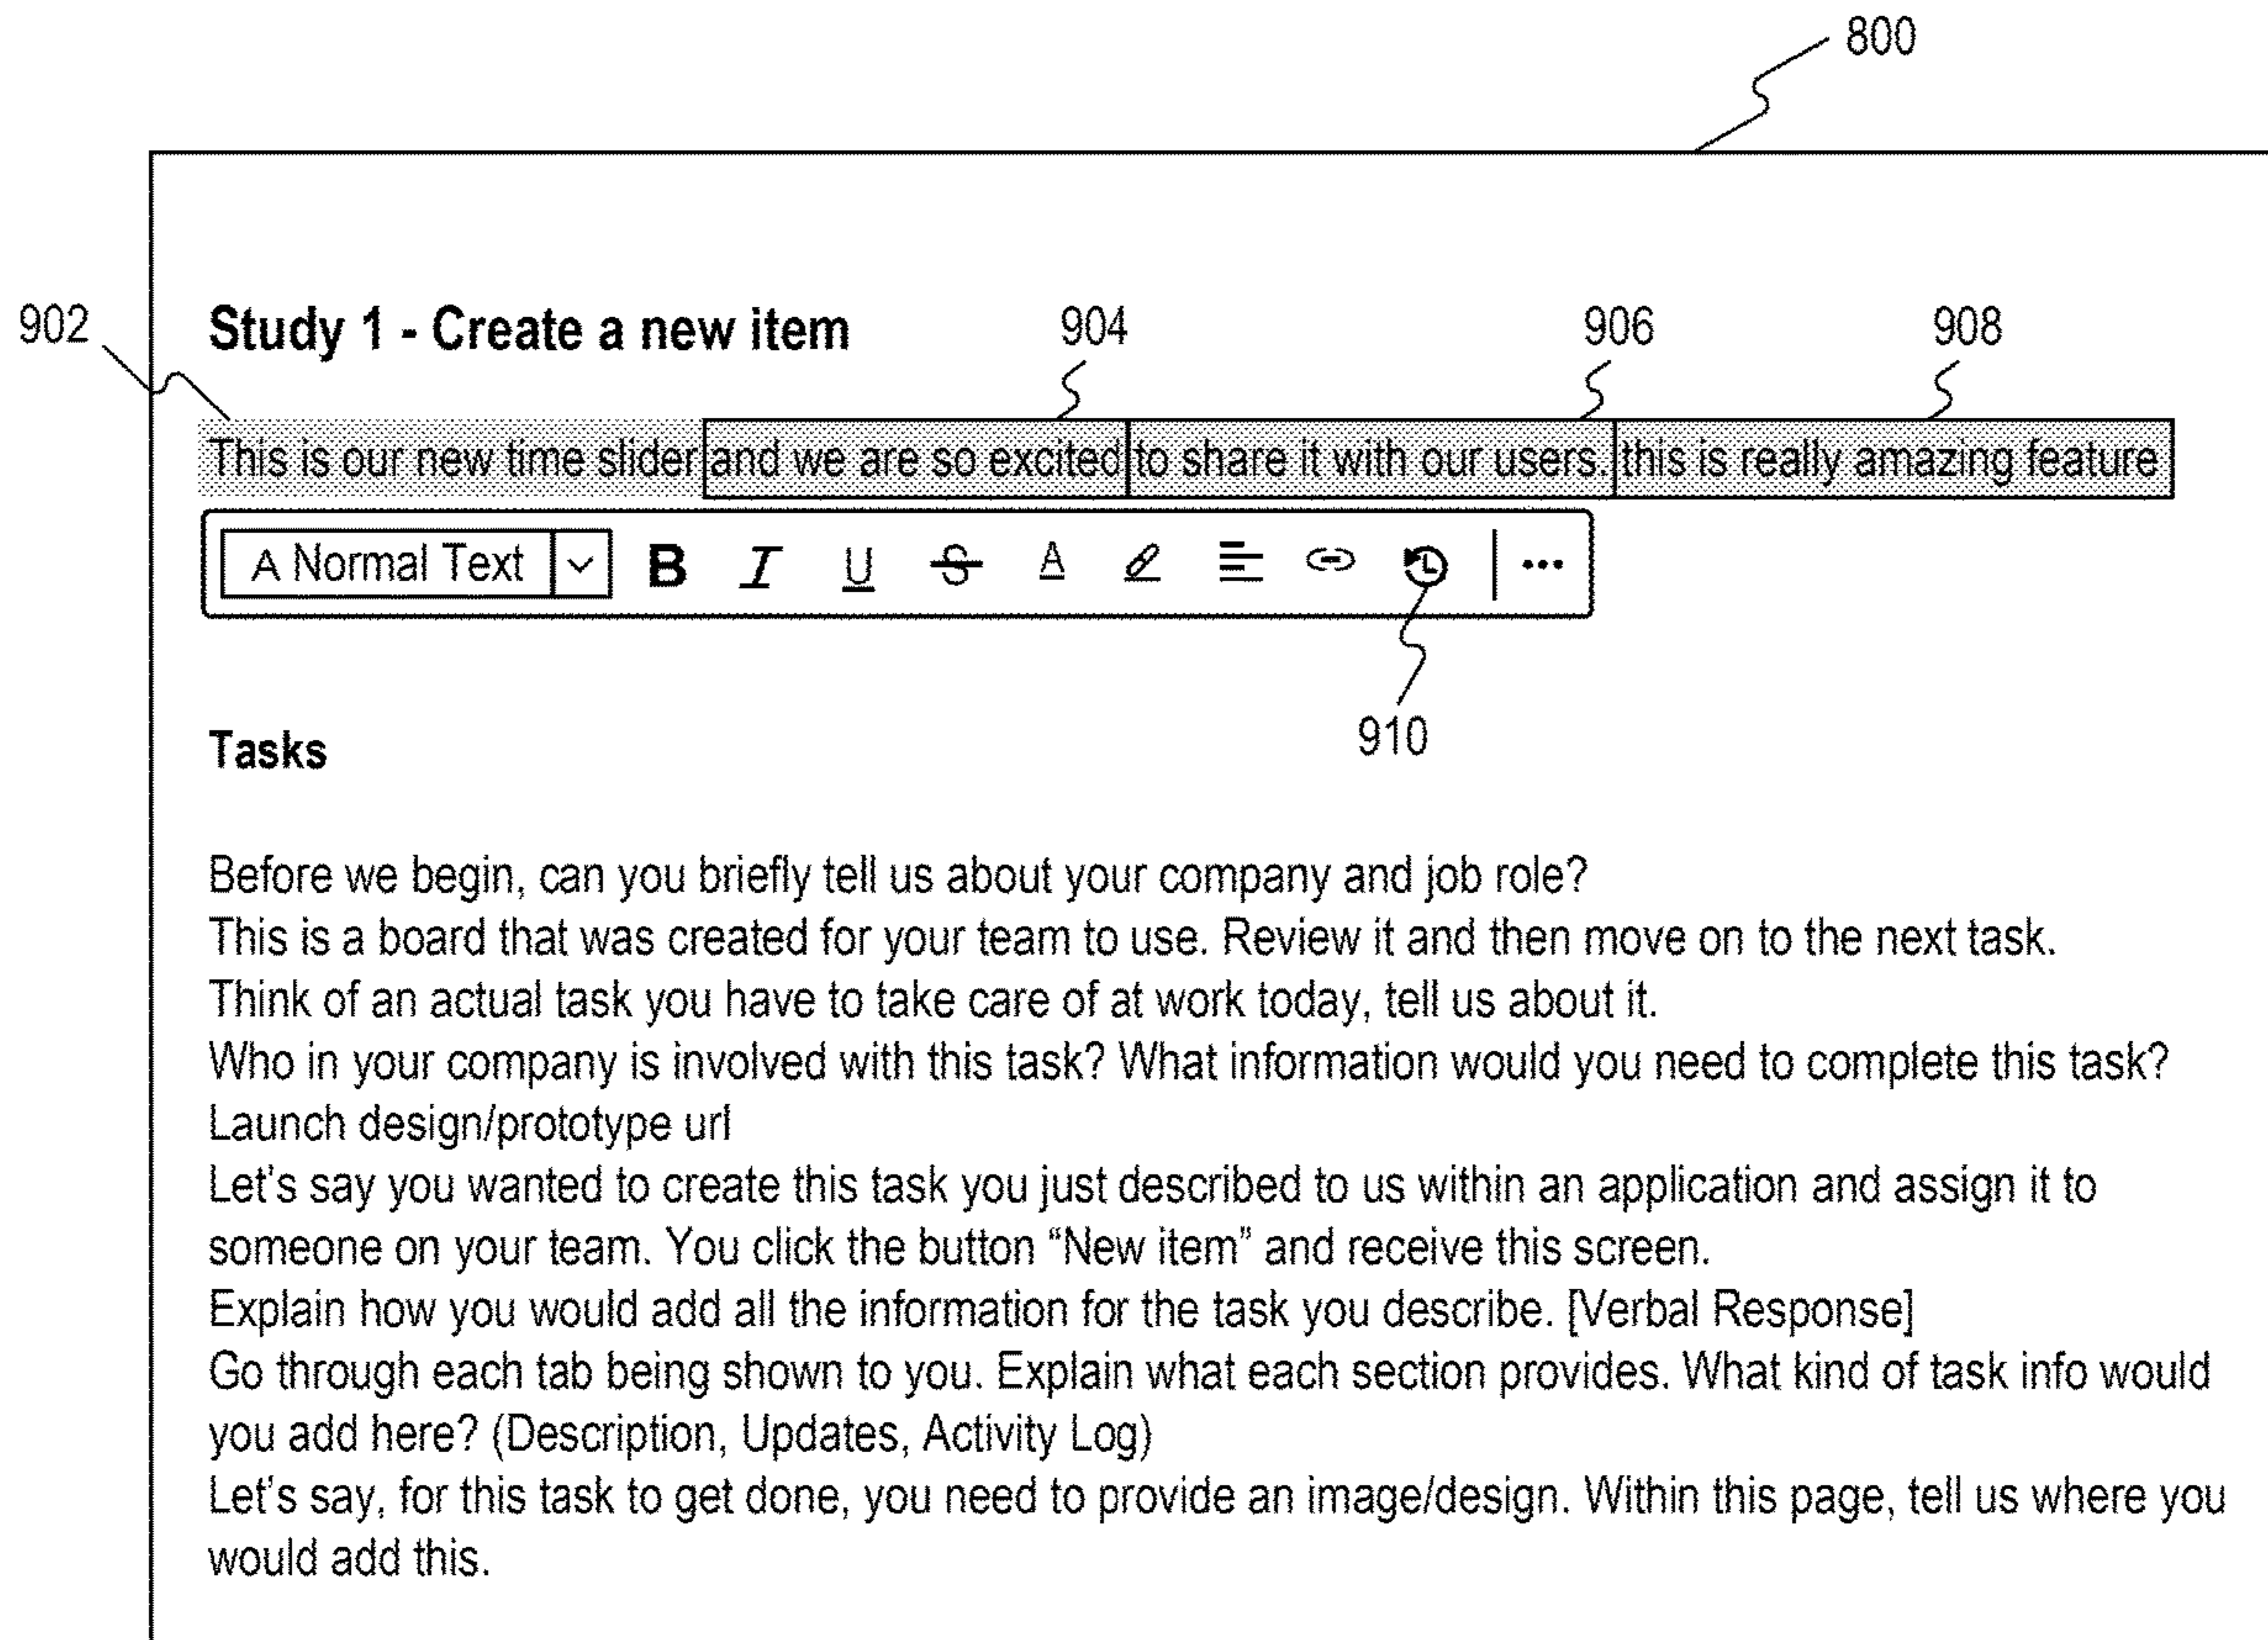 800
Study 1 - Create a new item
902
904
906
908
This is our new time slider and we are so excited to share it with our users. this is really amazing feature
A Normal Text B I U S A ...
910
Tasks
Before we begin, can you briefly tell us about your company and job role?
This is a board that was created for your team to use. Review it and then move on to the next task.
Think of an actual task you have to take care of at work today, tell us about it.
Who in your company is involved with this task? What information would you need to complete this task?
Launch design/prototype url
Let's say you wanted to create this task you just described to us within an application and assign it to
someone on your team. You click the button “New item” and receive this screen.
Explain how you would add all the information for the task you describe. [Verbal Response]
Go through each tab being shown to you. Explain what each section provides. What kind of task info would
you add here? (Description, Updates, Activity Log)
Let's say, for this task to get done, you need to provide an image/design. Within this page, tell us where you
would add this.